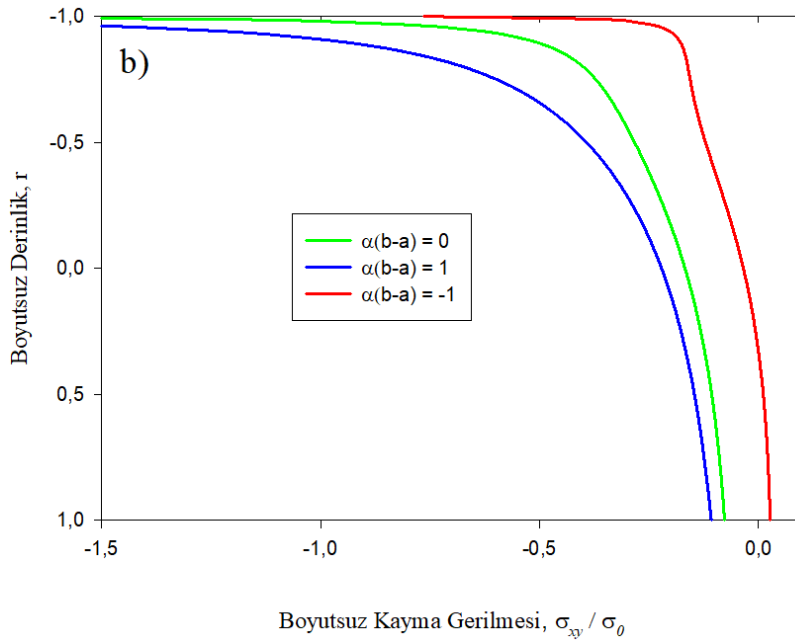 -1,0
b)
-0,5
α(b-a) = 0
α(b-a) = 1
α(b-a) = -1
0,0
0,5
1,0
Boyutsuz Derinlik, r
-1,5 -1,0 -0,5 0,0
Boyutsuz Kayma Gerilmesi, σxy / σ0